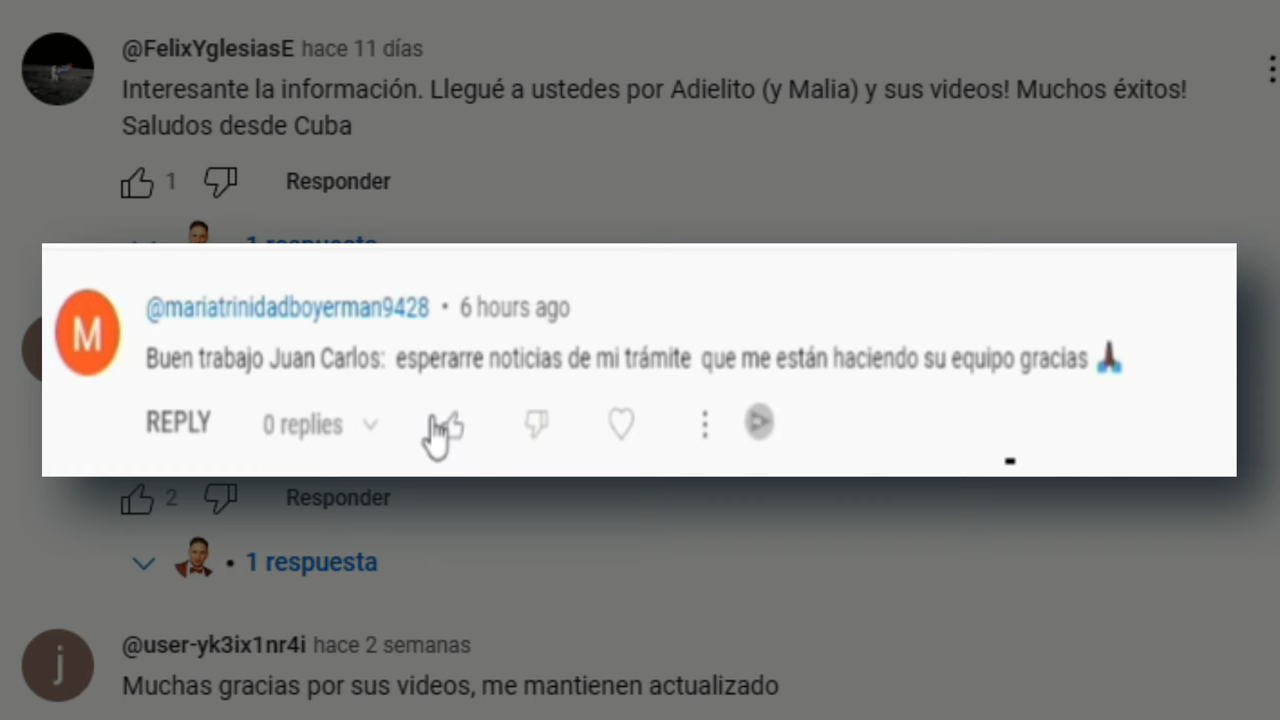 @FelixYglesiasE hace 11 días
Interesante la información. Llegué a ustedes por Adielito (y Malia) y sus videos! Muchos éxitos!
Saludos desde Cuba
1 Responder
1 respuesta
M
@mariatrinidadboyerman9428 • 6 hours ago
Buen trabajo Juan Carlos: esperarre noticias de mi trámite que me están haciendo su equipo gracias 🙏🏿
REPLY 0 replies
2 Responder
• 1 respuesta
j
@user-yk3ix1nr4i hace 2 semanas
Muchas gracias por sus videos, me mantienen actualizado